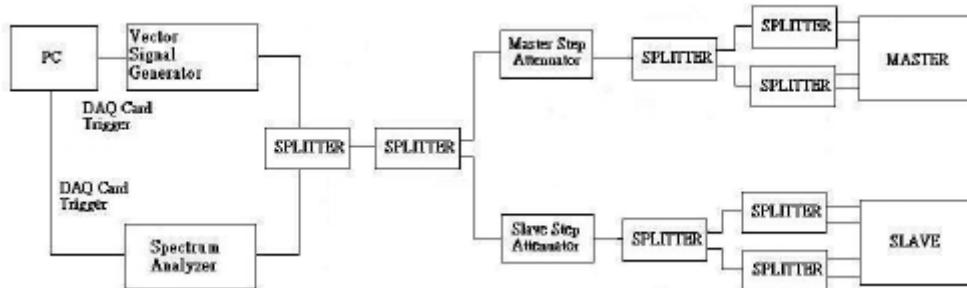 PC
Vector
Signal
Generator
DAQ Card
Trigger
DAQ Card
Trigger
Spectrum
Analyzer
SPLITTER
SPLITTER
Master Step
Attenuator
SPLITTER
SPLITTER
SPLITTER
MASTER
Slave Step
Attenuator
SPLITTER
SPLITTER
SPLITTER
SLAVE